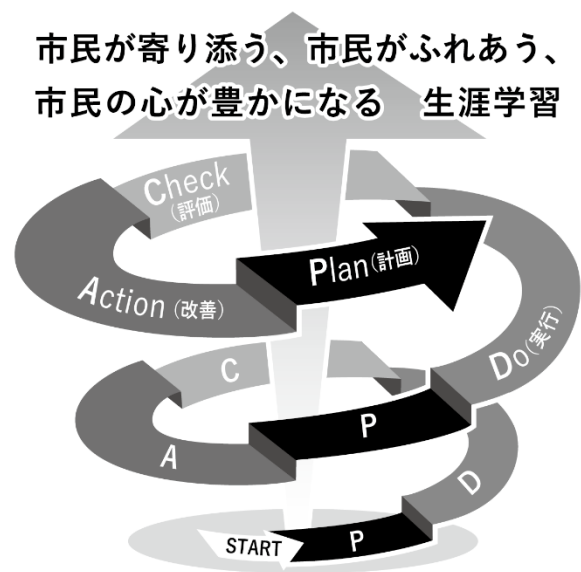 市民が寄り添う、市民がふれあう、
市民の心が豊かになる　生涯学習
Check
(評価)
Plan(計画)
Action (改善)
Do(実行)
C
P
A
D
START
P